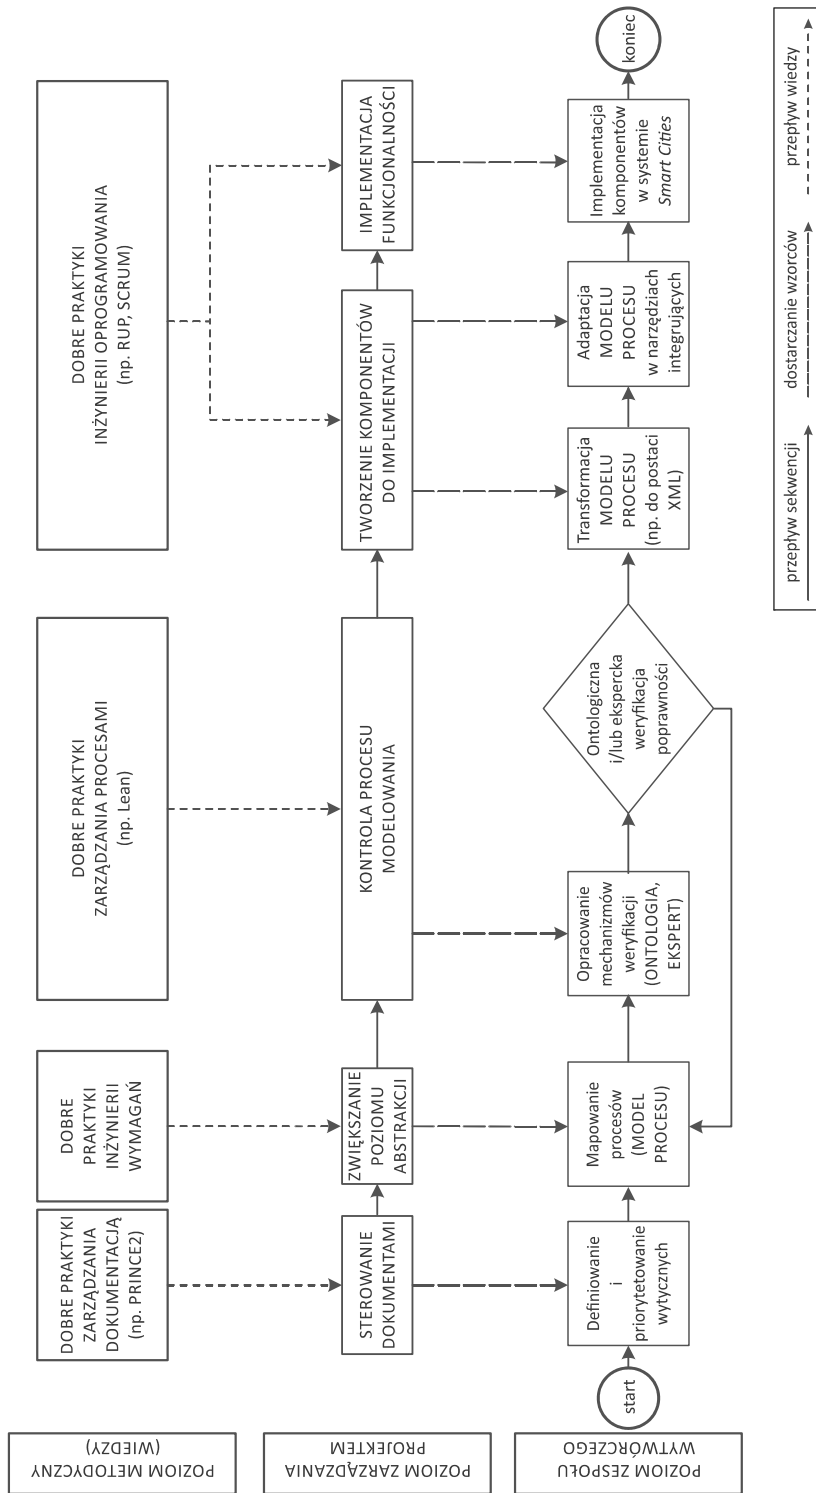 POZIOM METODYCZNY
(WIEDZY)
DOBRE PRAKTYKI
ZARZĄDZANIA
DOKUMENTACJĄ
(np. PRINCE2)
DOBRE
PRAKTYKI
INŻYNIERII
WYMAGAŃ
DOBRE PRAKTYKI
ZARZĄDZANIA PROCESAMI
(np. Lean)
DOBRE PRAKTYKI
INŻYNIERII OPROGRAMOWANIA
(np. RUP, SCRUM)
POZIOM ZARZĄDZANIA
PROJEKTEM
STEROWANIE
DOKUMENTAMI
ZWIĘKSZANIE
POZIOMU
ABSTRAKCJI
KONTROLA PROCESU
MODELOWANIA
TWORZENIE KOMPONENTÓW
DO IMPLEMENTACJI
IMPLEMENTACJA
FUNKCJONALNOŚCI
POZIOM ZESPOŁU
WYTWÓRCZEGO
start
Definiowanie
i
priorytetowanie
wytycznych
Mapowanie
procesów
(MODEL
PROCESU)
Opracowanie
mechanizmów
weryfikacji
(ONTOLOGIA,
EKSPERT)
Ontologiczna
i/lub ekspercka
weryfikacja
poprawności
Transformacja
MODELU
PROCESU
(np. do postaci
XML)
Adaptacja
MODELU
PROCESU
w narzędziach
integrujących
Implementacja
komponentów
w systemie
Smart Cities
koniec
przepływ sekwencji
dostarczanie wzorców
przepływ wiedzy